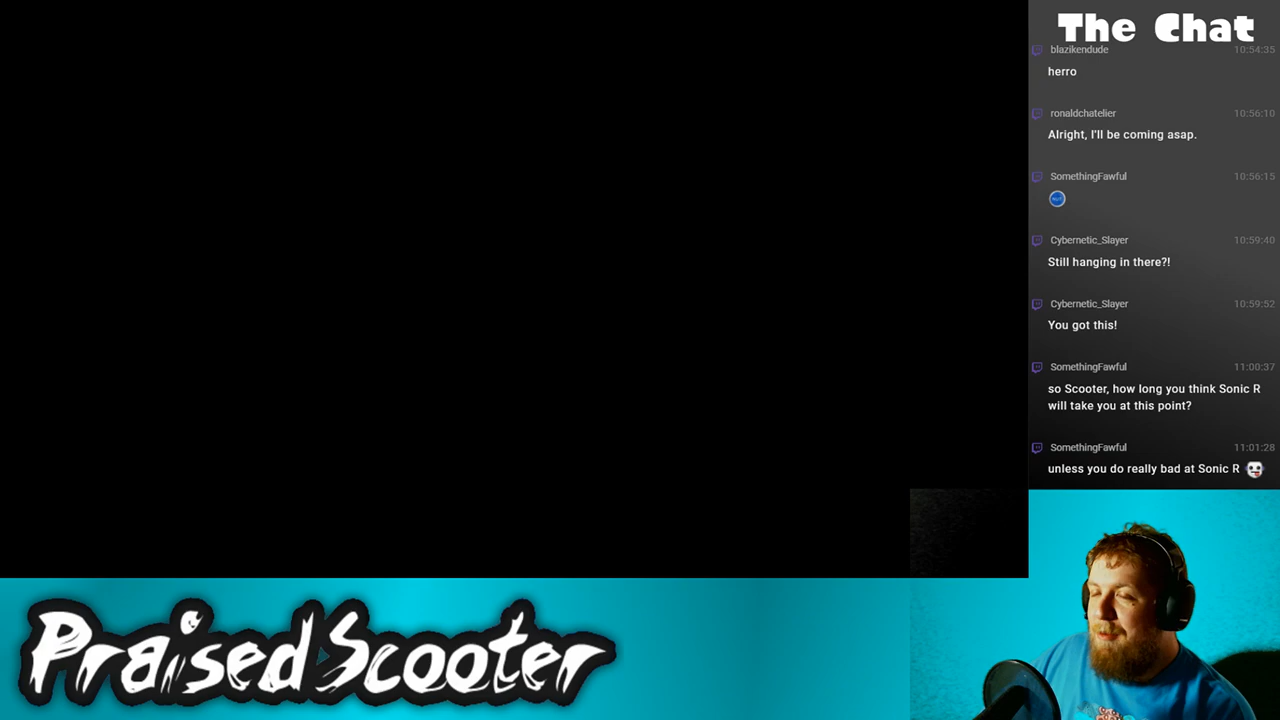 The Chat
blazikendude 10:54:35
herro
ronaldchatelier 10:56:10
Alright, I'll be coming asap.
SomethingFawful 10:56:15
Cybernetic_Slayer 10:59:40
Still hanging in there?!
Cybernetic_Slayer 10:59:52
You got this!
SomethingFawful 11:00:37
so Scooter, how long you think Sonic R
will take you at this point?
SomethingFawful 11:01:28
unless you do really bad at Sonic R
PraisedScooter